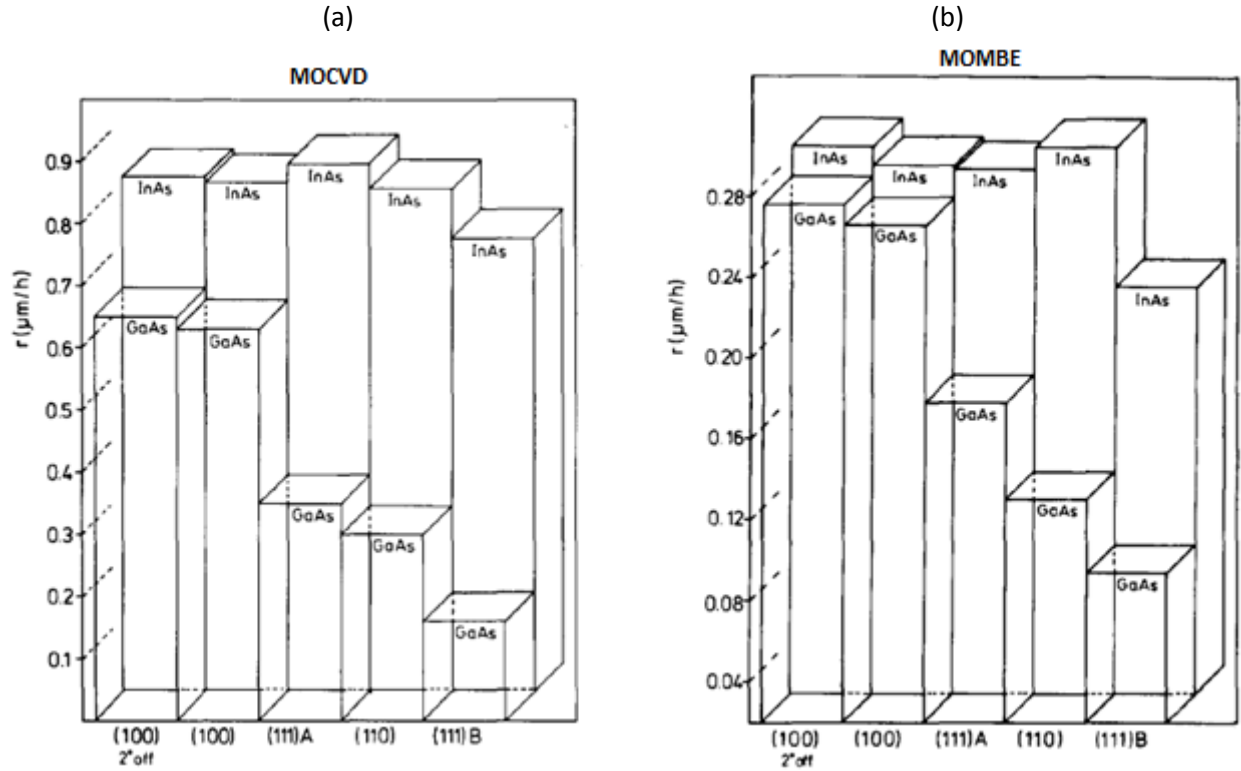 (a)
MOCVD
r (µm/h)
0.9
0.8
0.7
0.6
0.5
0.4
0.3
0.2
0.1
InAs
InAs
InAs
InAs
InAs
GaAs
GaAs
GaAs
GaAs
GaAs
(100) (100) (111)A (110) (111)B
2° off
(b)
MOMBE
r (µm/h)
0.28
0.24
0.20
0.16
0.12
0.08
0.04
InAs
InAs
InAs
InAs
InAs
GaAs
GaAs
GaAs
GaAs
GaAs
(100) (100) (111)A (110) (111)B
2° off